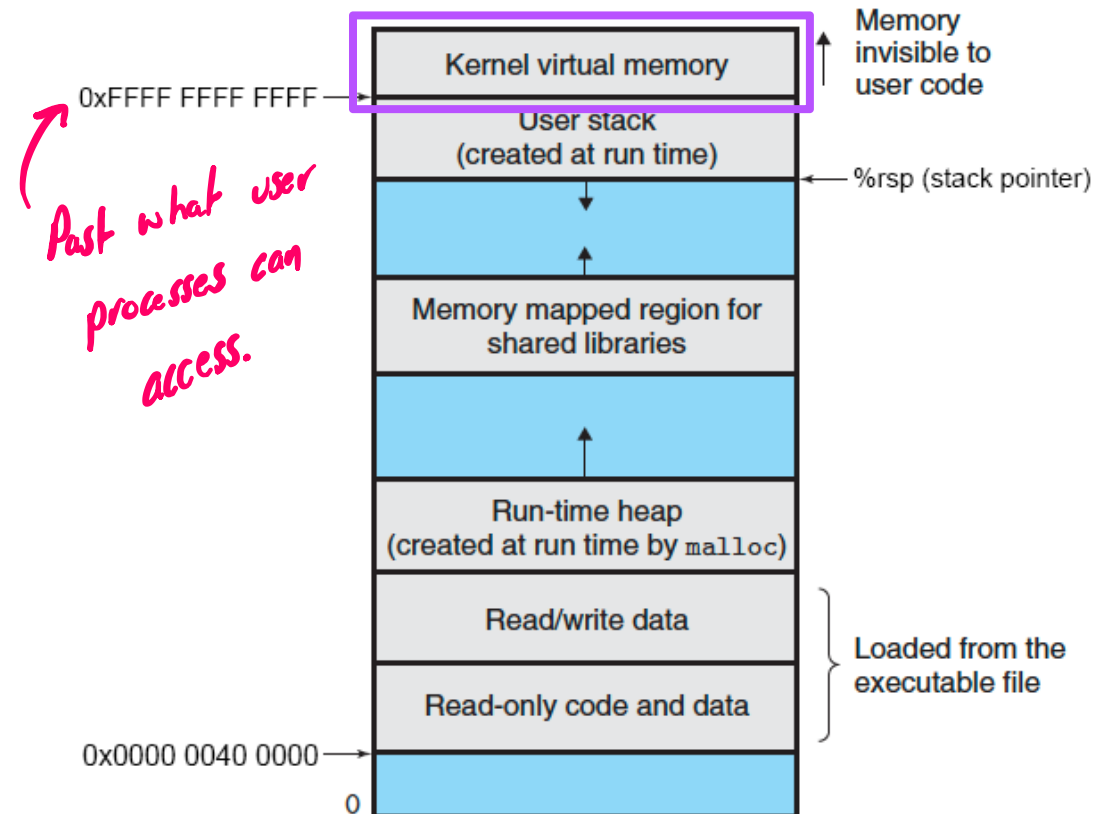 Kernel virtual memory
Memory
invisible to
user code
0xFFFF FFFF FFFF
User stack
(created at run time)
%rsp (stack pointer)
Past what user
processes can
access.
Memory mapped region for
shared libraries
Run-time heap
(created at run time by malloc)
Read/write data
Loaded from the
executable file
Read-only code and data
0x0000 0040 0000
0